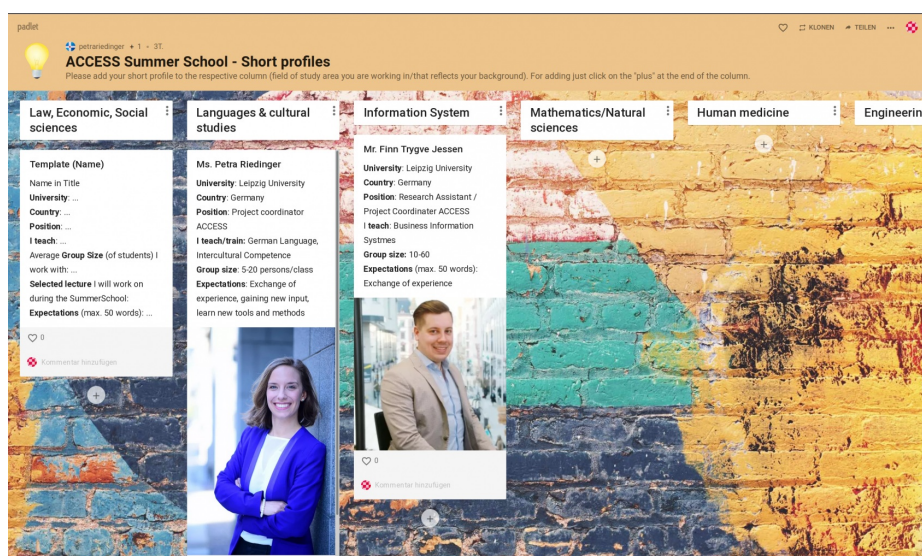 padlet
petrariedinger + 1 • 3T.
KLONEN
TEILEN
ACCESS Summer School - Short profiles
Please add your short profile to the respective column (field of study area you are working in/that reflects your background). For adding just click on the "plus" at the end of the column.
Law, Economic, Social
sciences
Template (Name)
Name in Title
University: ...
Country: ...
Position: ...
I teach: ...
Average Group Size (of students) I
work with: ...
Selected lecture I will work on
during the SummerSchool:
Expectations (max. 50 words): ...
0
Kommentar hinzufügen
Languages & cultural
studies
Ms. Petra Riedinger
University: Leipzig University
Country: Germany
Position: Project coordinator
ACCESS
I teach/train: German Language,
Intercultural Competence
Group size: 5-20 persons/class
Expectations: Exchange of
experience, gaining new input,
learn new tools and methods
Information System
Mr. Finn Trygve Jessen
University: Leipzig University
Country: Germany
Position: Research Assistant /
Project Coordinater ACCESS
I teach: Business Information
Systmes
Group size: 10-60
Expectations (max. 50 words):
Exchange of experience
0
Kommentar hinzufügen
Mathematics/Natural
sciences
Human medicine
Engineerin